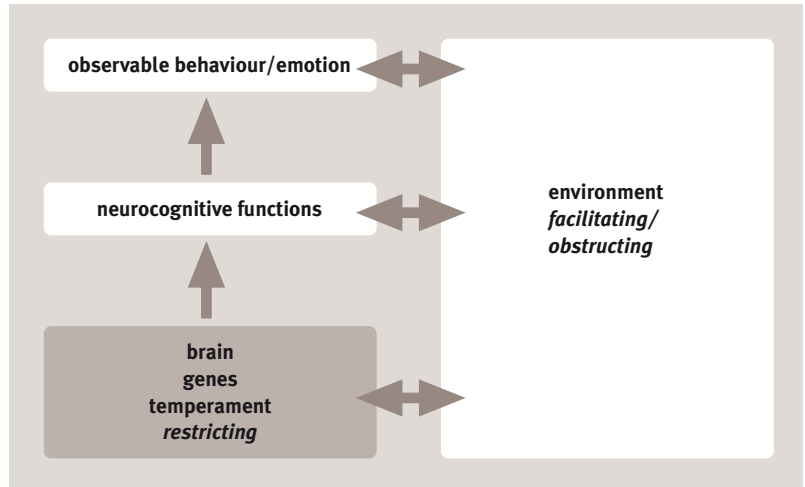 observable behaviour/emotion
neurocognitive functions
brain
genes
temperament
restricting
environment
facilitating/
obstructing